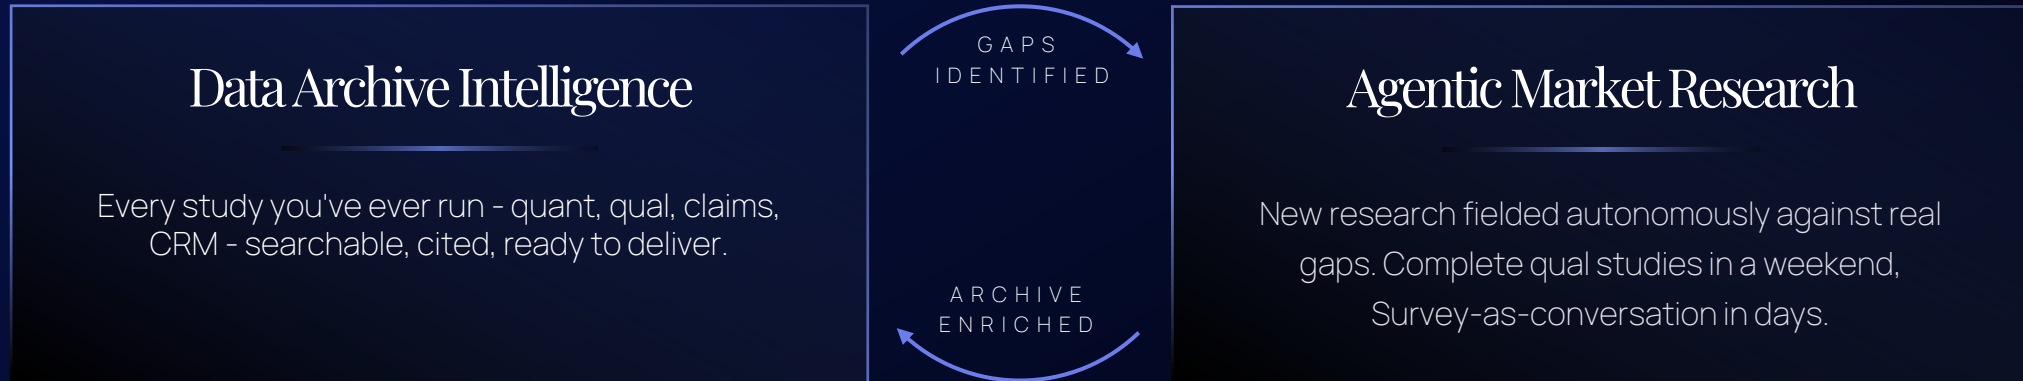 Data Archive Intelligence
Every study you've ever run - quant, qual, claims,
CRM - searchable, cited, ready to deliver.
GAPS
IDENTIFIED
ARCHIVE
ENRICHED
Agentic Market Research
New research fielded autonomously against real
gaps. Complete qual studies in a weekend,
Survey-as-conversation in days.